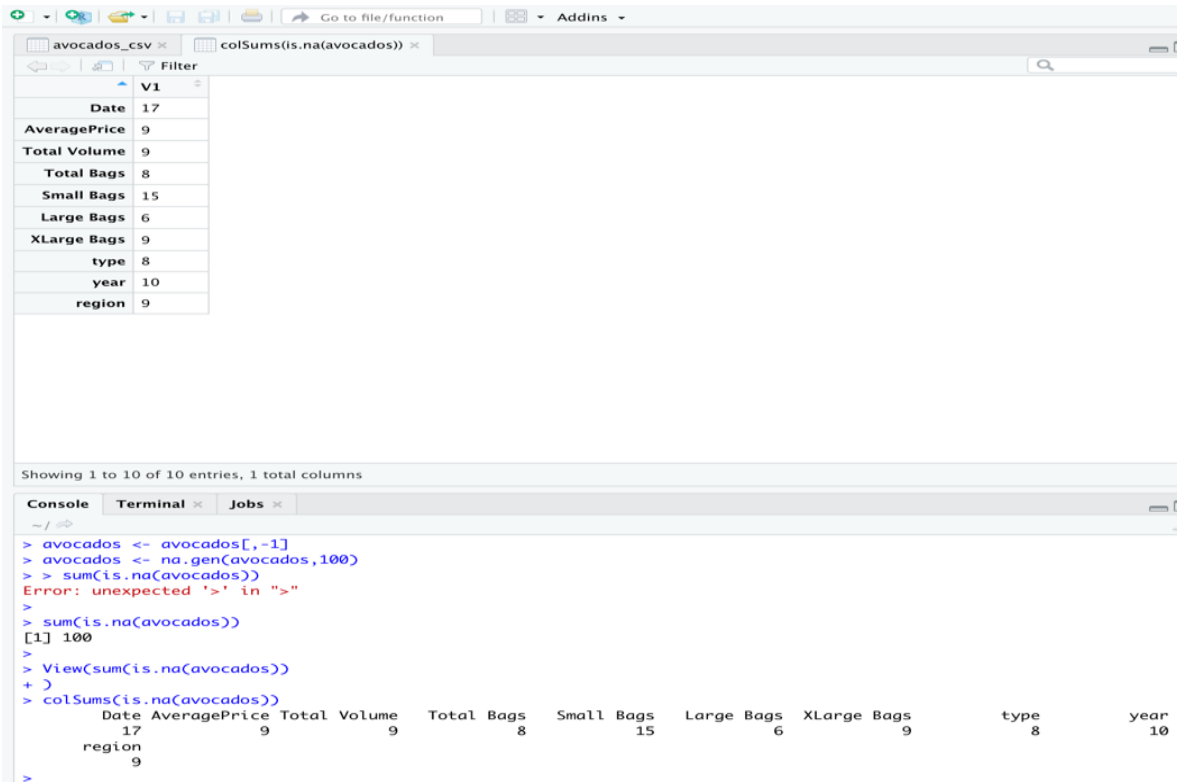 Go to file/function Addins
avocados_csv × colSums(is.na(avocados)) ×
Filter
V1
Date 17
AveragePrice 9
Total Volume 9
Total Bags 8
Small Bags 15
Large Bags 6
XLarge Bags 9
type 8
year 10
region 9
Showing 1 to 10 of 10 entries, 1 total columns
Console Terminal × Jobs ×
~/
> avocados <- avocados[,-1]
> avocados <- na.gen(avocados,100)
> > sum(is.na(avocados))
Error: unexpected '>' in ">"
>
> sum(is.na(avocados))
[1] 100
>
> View(sum(is.na(avocados))
+ )
> colSums(is.na(avocados))
Date AveragePrice Total Volume Total Bags Small Bags Large Bags XLarge Bags type year
17 9 9 8 15 6 9 8 10
region
9
>